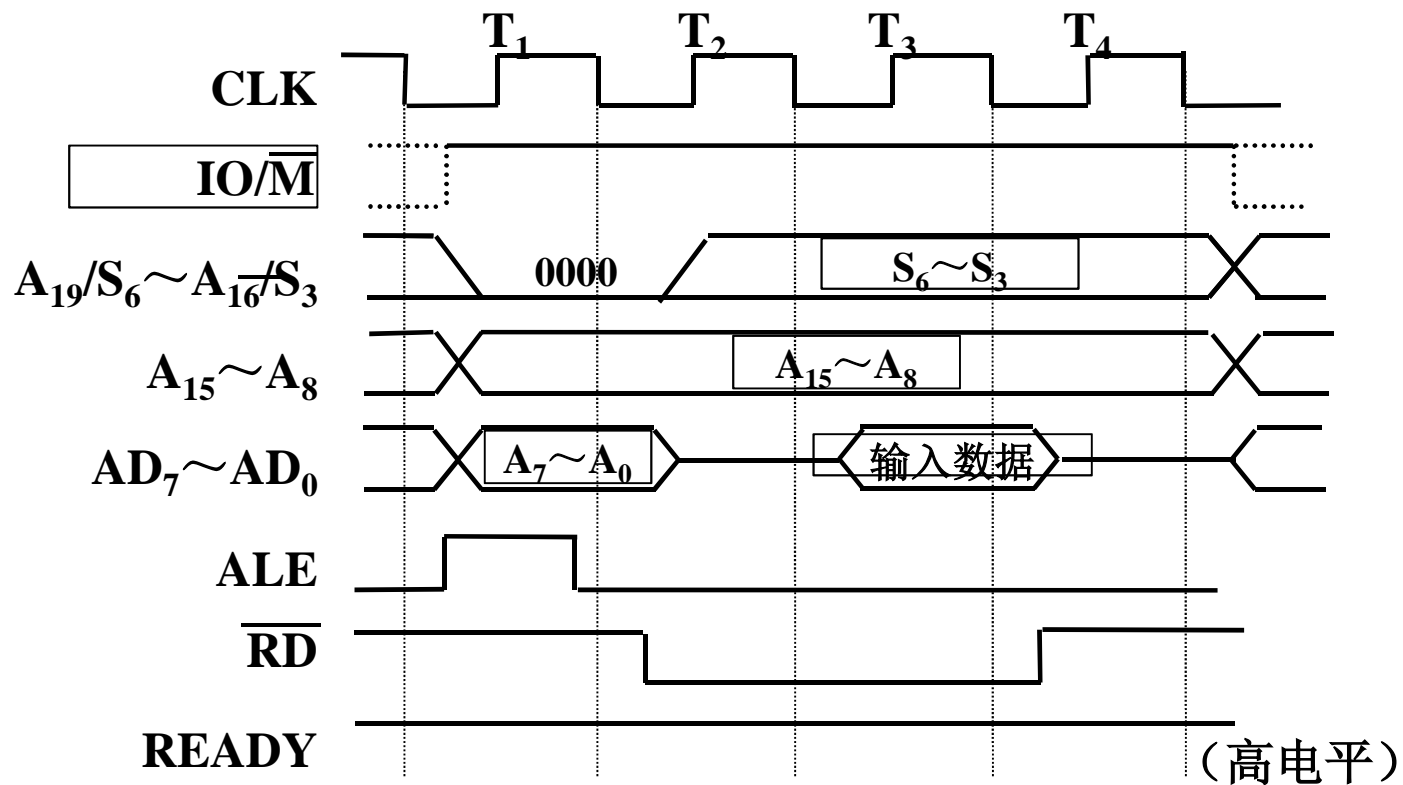 T₁ T₂ T₃ T₄
CLK
IO/M̅
A₁₉/S₆～A₁₆/S₃ 0000 S₆～S₃
A₁₅～A₈ A₁₅～A₈
AD₇～AD₀ A₇～A₀ 输入数据
ALE
R̅D̅
READY （高电平）